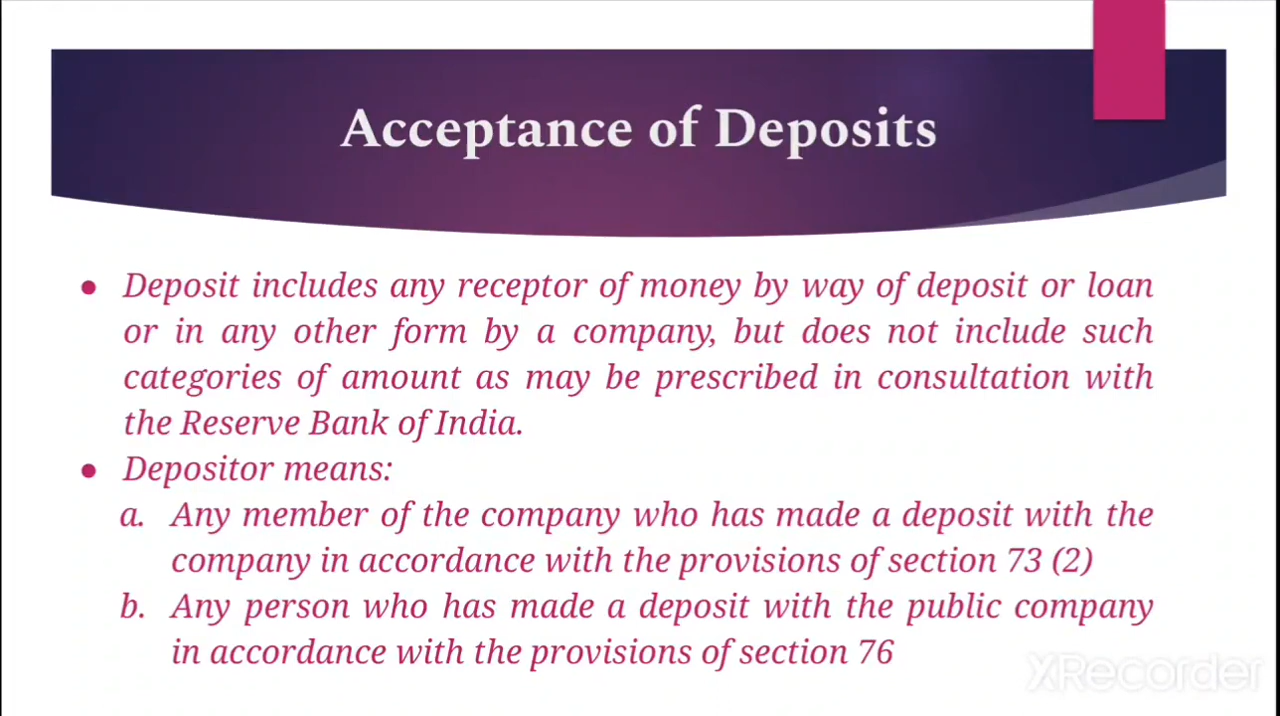 Acceptance of Deposits
● Deposit includes any receptor of money by way of deposit or loan
or in any other form by a company, but does not include such
categories of amount as may be prescribed in consultation with
the Reserve Bank of India.
● Depositor means:
a. Any member of the company who has made a deposit with the
company in accordance with the provisions of section 73 (2)
b. Any person who has made a deposit with the public company
in accordance with the provisions of section 76
XRecorder